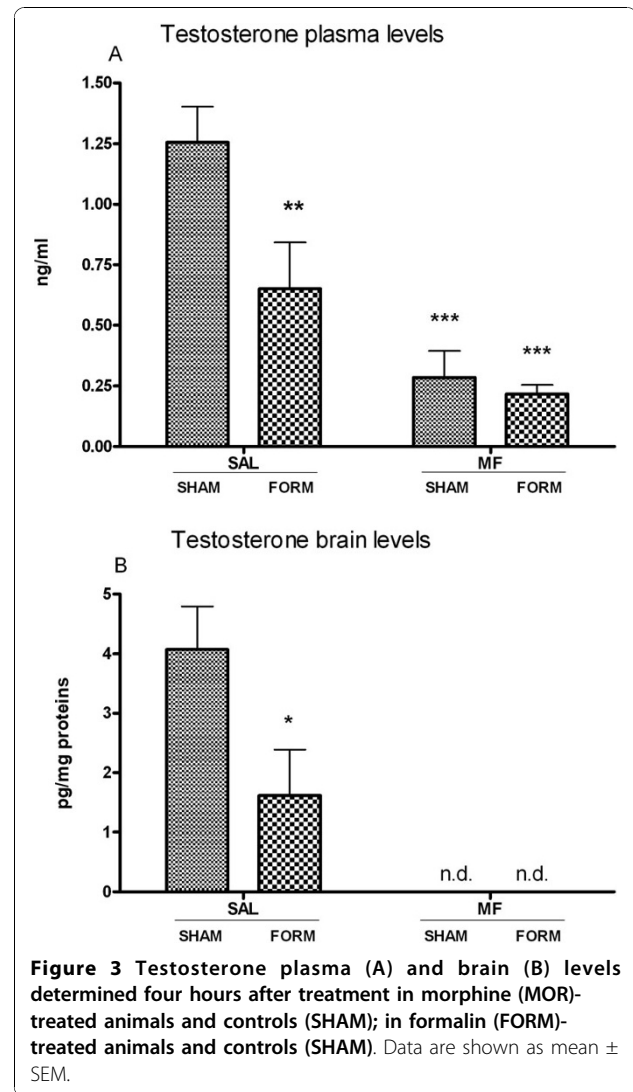 Testosterone plasma levels
A
1.50
1.25
1.00
0.75
0.50
0.25
0.00
ng/ml
**
***
***
SAL
MF
SHAM
FORM
SHAM
FORM
Testosterone brain levels
B
5
4
3
2
1
0
pg/mg proteins
*
n.d.
n.d.
SAL
MF
SHAM
FORM
SHAM
FORM
Figure 3 Testosterone plasma (A) and brain (B) levels
determined four hours after treatment in morphine (MOR)-
treated animals and controls (SHAM); in formalin (FORM)-
treated animals and controls (SHAM). Data are shown as mean ±
SEM.